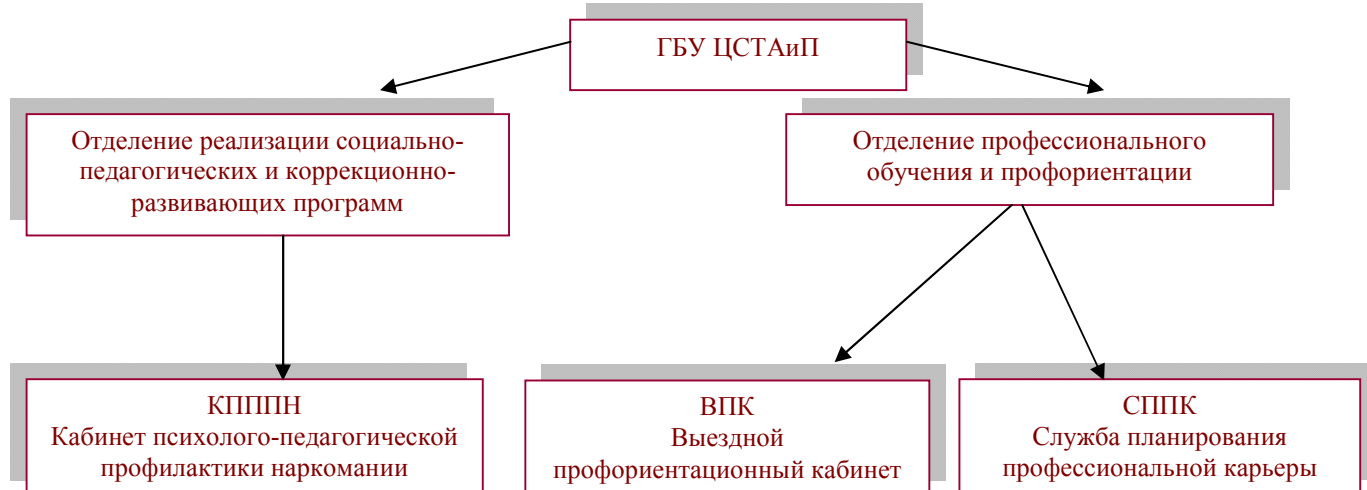 ГБУ ЦСТАиП
Отделение реализации социально-
педагогических и коррекционно-
развивающих программ
Отделение профессионального
обучения и профориентации
КПППН
Кабинет психолого-педагогической
профилактики наркомании
ВПК
Выездной
профориентационный кабинет
СППК
Служба планирования
профессиональной карьеры